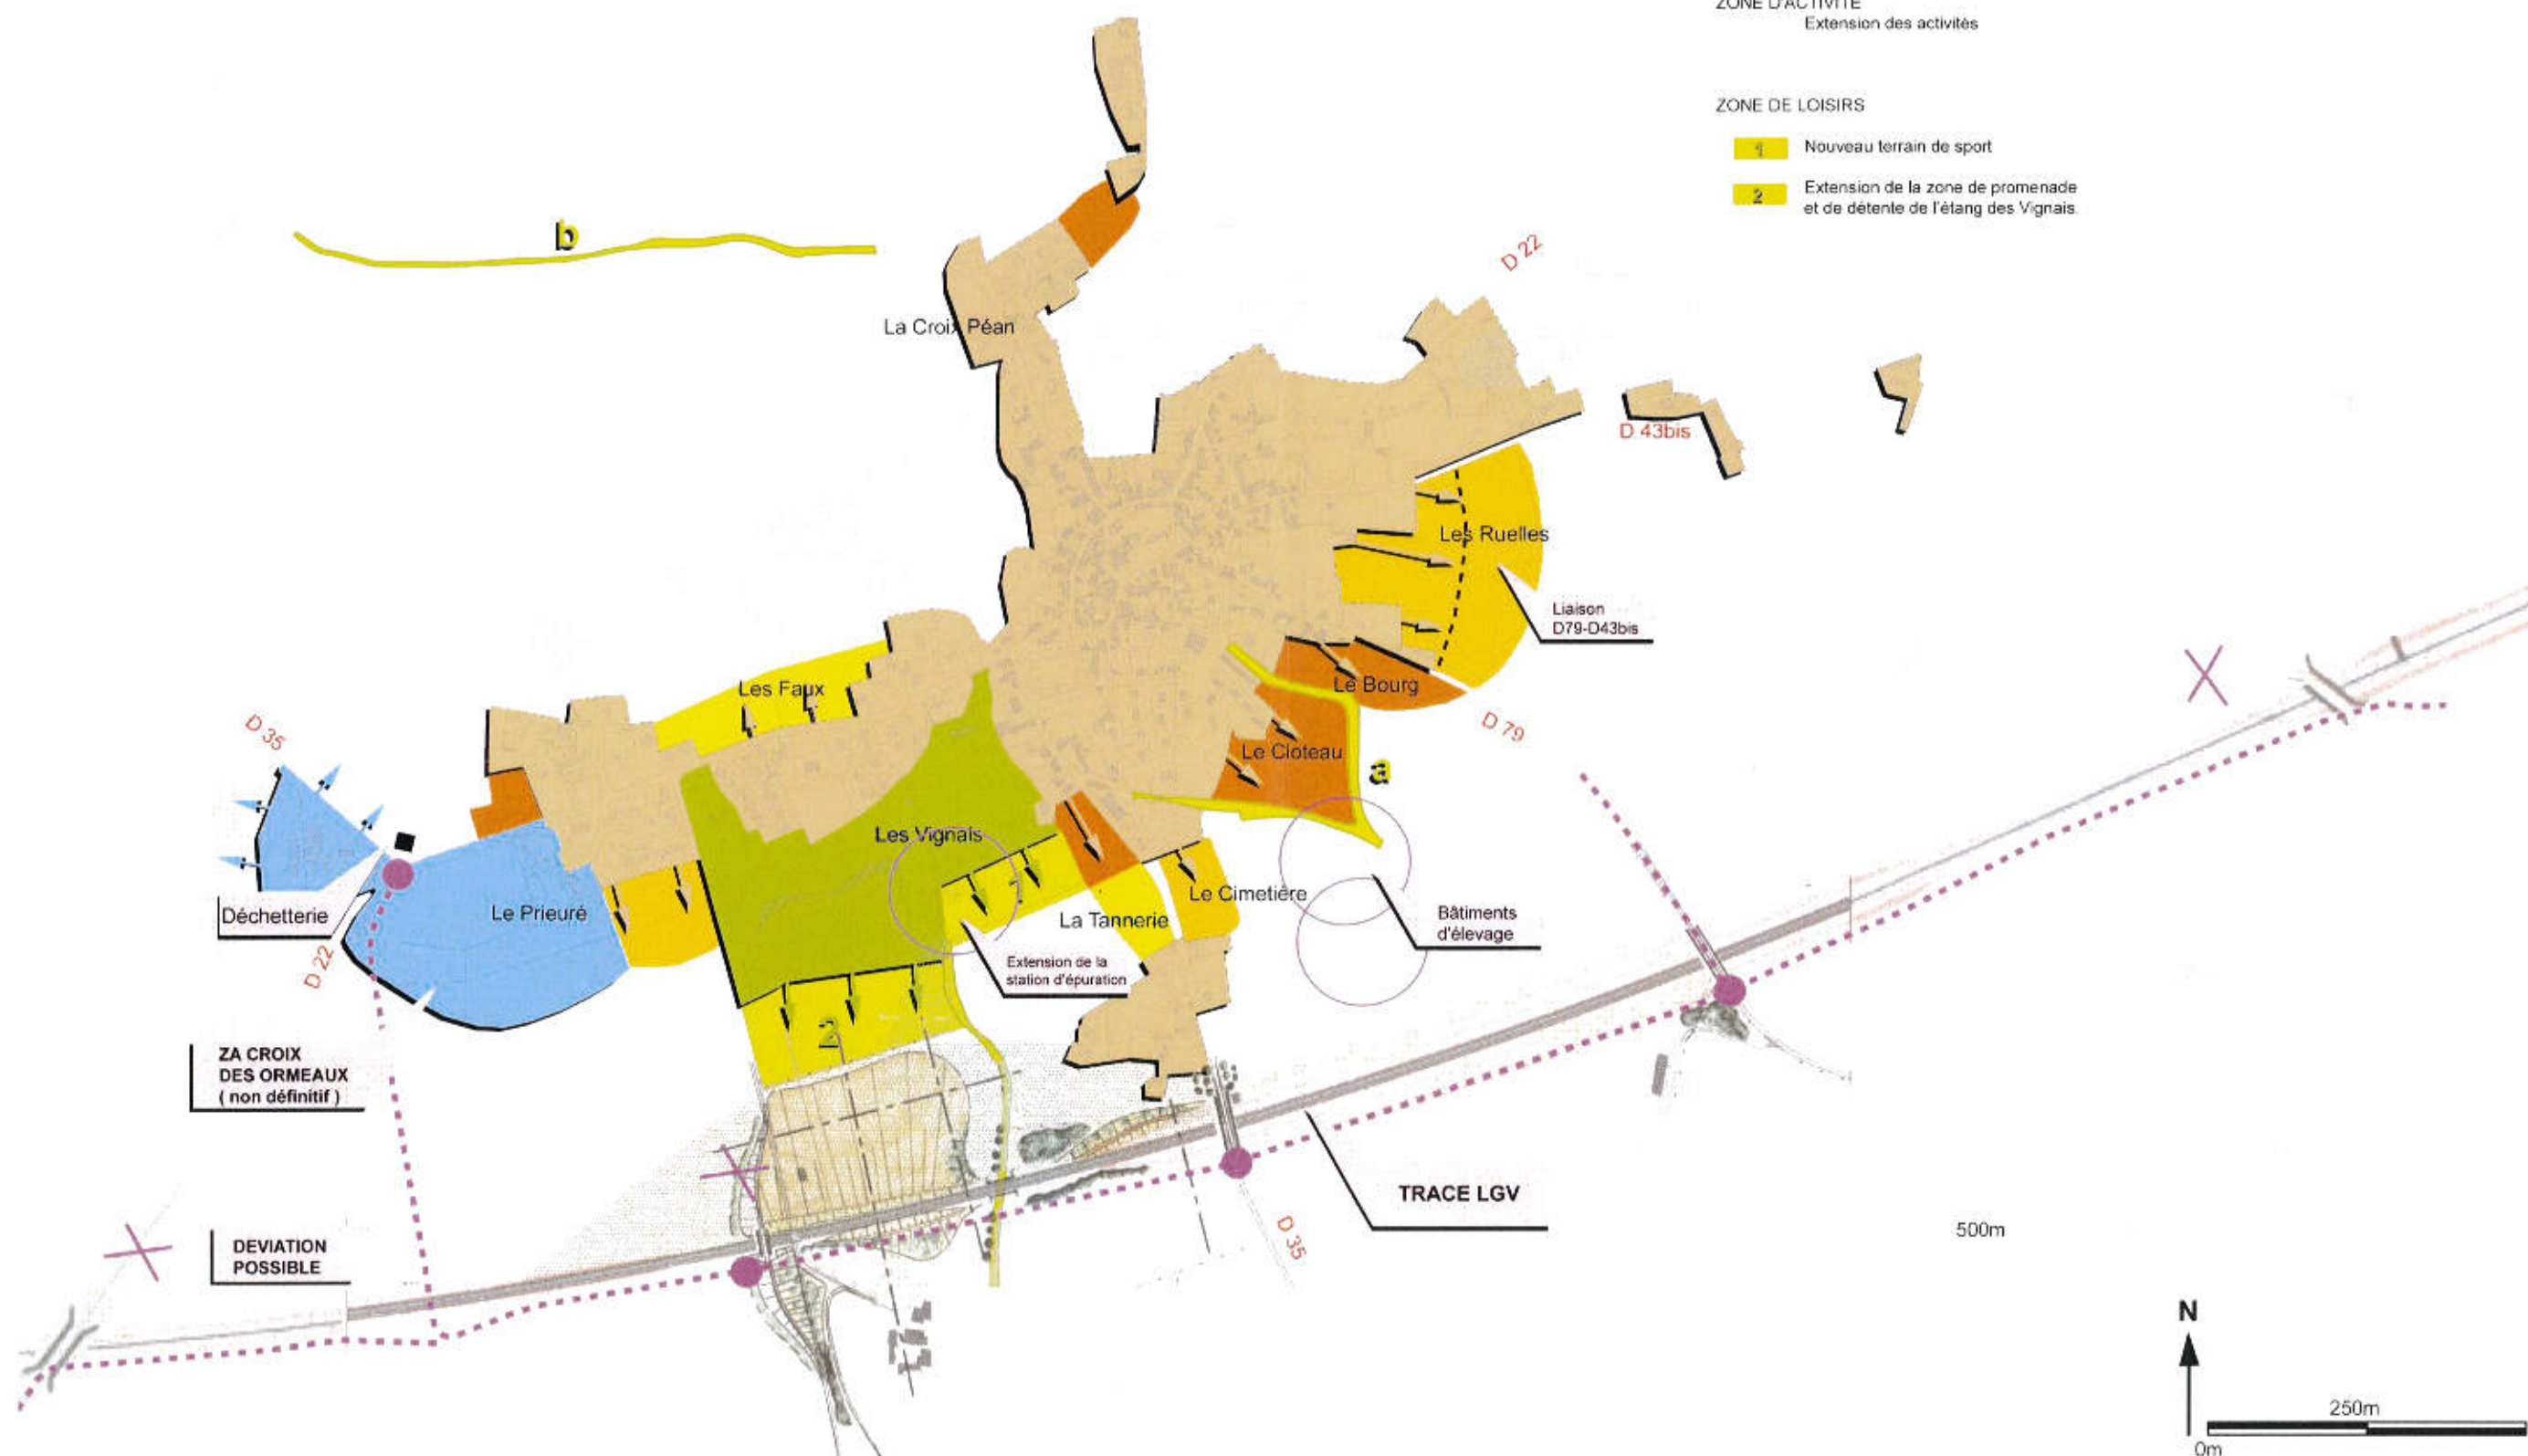 ZONE D'ACTIVITE
Extension des activités
ZONE DE LOISIRS
1
Nouveau terrain de sport
2
Extension de la zone de promenade
et de détente de l'étang des Vignais.
b
D 22
La Croix Péan
D 43bis
Les Ruelles
Liaison
D79-D43bis
Les Faux
Le Bourg
D 35
D 79
Le Cloteau
a
Les Vignais
1
Le Cimetière
Déchetterie
Le Prieuré
La Tannerie
Bâtiments
d'élevage
D 22
Extension de la
station d'épuration
2
ZA CROIX
DES ORMEAUX
( non définitif )
TRACE LGV
DEVIATION
POSSIBLE
D 35
500m
N
250m
0m